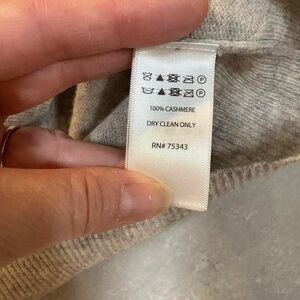 100% CASHMERE
DRY CLEAN ONLY
RN# 75343